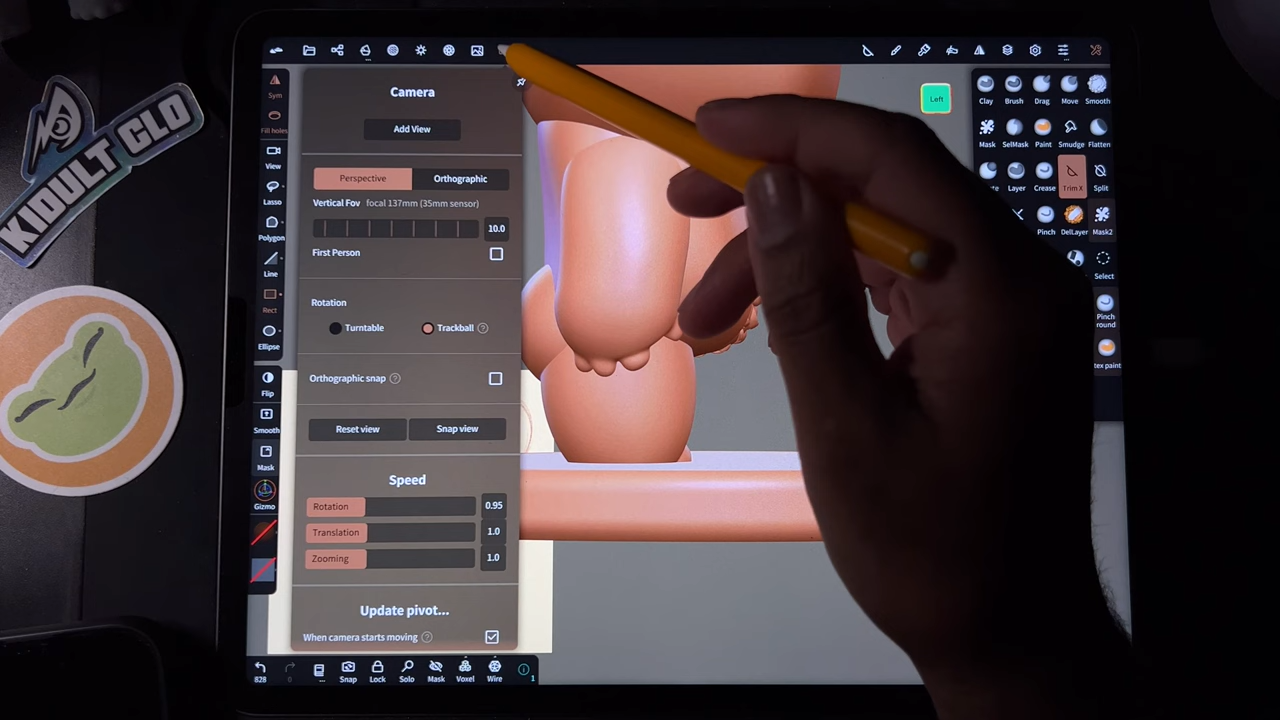 KIDULT CLO
Sym
Fill holes
View
Lasso
Polygon
Line
Rect
Ellipse
Flip
Smooth
Mask
Gizmo
Camera
Add View
Perspective
Orthographic
Vertical Fov focal 137mm (35mm sensor)
10.0
First Person
Rotation
Turntable
Trackball ?
Orthographic snap ?
Reset view
Snap view
Speed
Rotation 0.95
Translation 1.0
Zooming 1.0
Update pivot...
When camera starts moving ?
Left
Clay Brush Drag Move Smooth
Mask SelMask Paint Smudge Flatten
Layer Crease Trim X Split
Pinch DelLayer Mask2
Select
Pinch
round
828 0 Snap Lock Solo Mask Voxel Wire 1